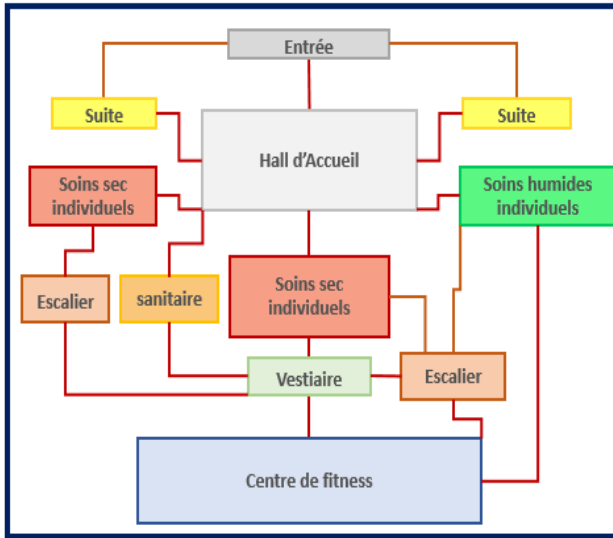 Entrée
Suite
Suite
Hall d'Accueil
Soins sec
individuels
Soins humides
individuels
Escalier
sanitaire
Soins sec
individuels
Vestiaire
Escalier
Centre de fitness